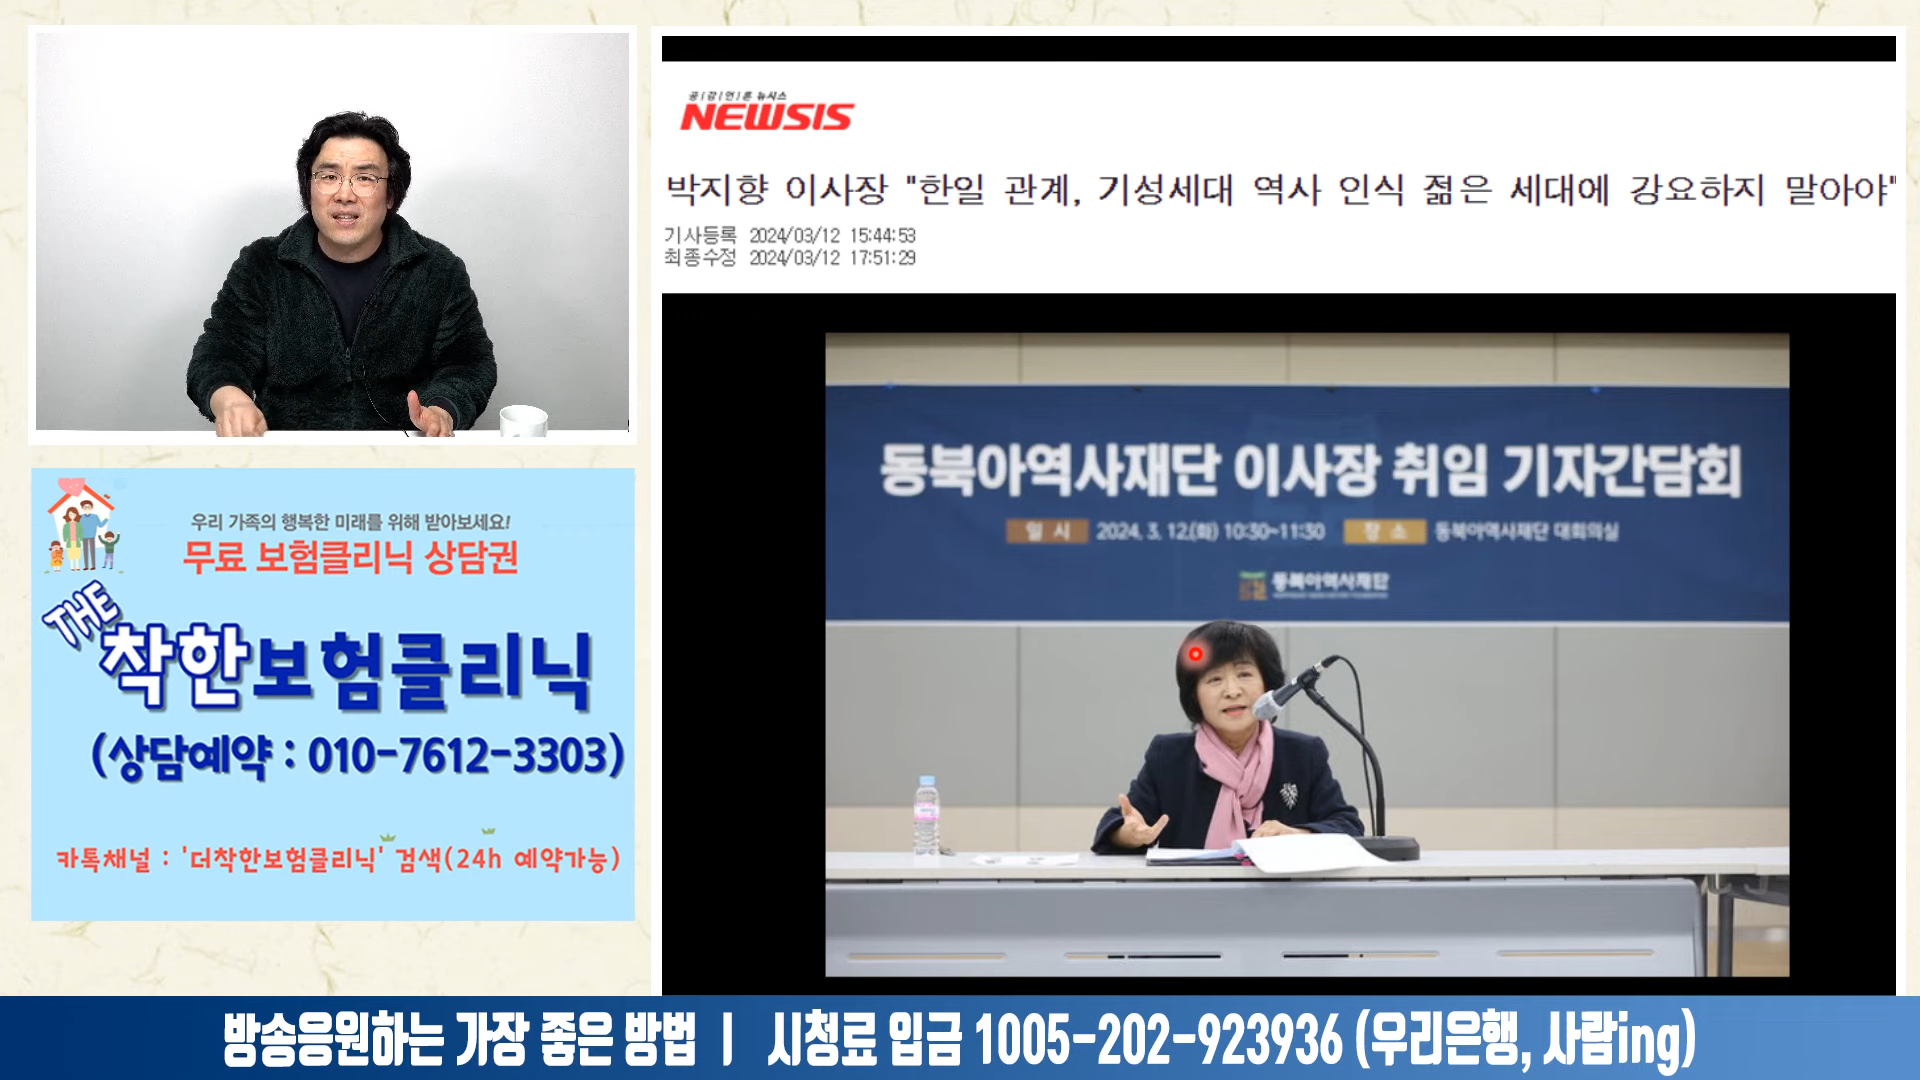 공|감|언|론 뉴시스
NEWSIS
박지향 이사장 "한일 관계, 기성세대 역사 인식 젊은 세대에 강요하지 말아야"
기사등록 2024/03/12 15:44:53
최종수정 2024/03/12 17:51:29
동북아역사재단 이사장 취임 기자간담회
일 시 2024. 3. 12.(화) 10:30~11:30 장 소 동북아역사재단 대회의실
동북아역사재단
우리 가족의 행복한 미래를 위해 받아보세요!
무료 보험클리닉 상담권
THE
착한보험클리닉
(상담예약 : 010-7612-3303)
카톡채널 : '더착한보험클리닉' 검색(24h 예약가능)
방송응원하는 가장 좋은 방법 | 시청료 입금 1005-202-923936 (우리은행, 사람ing)